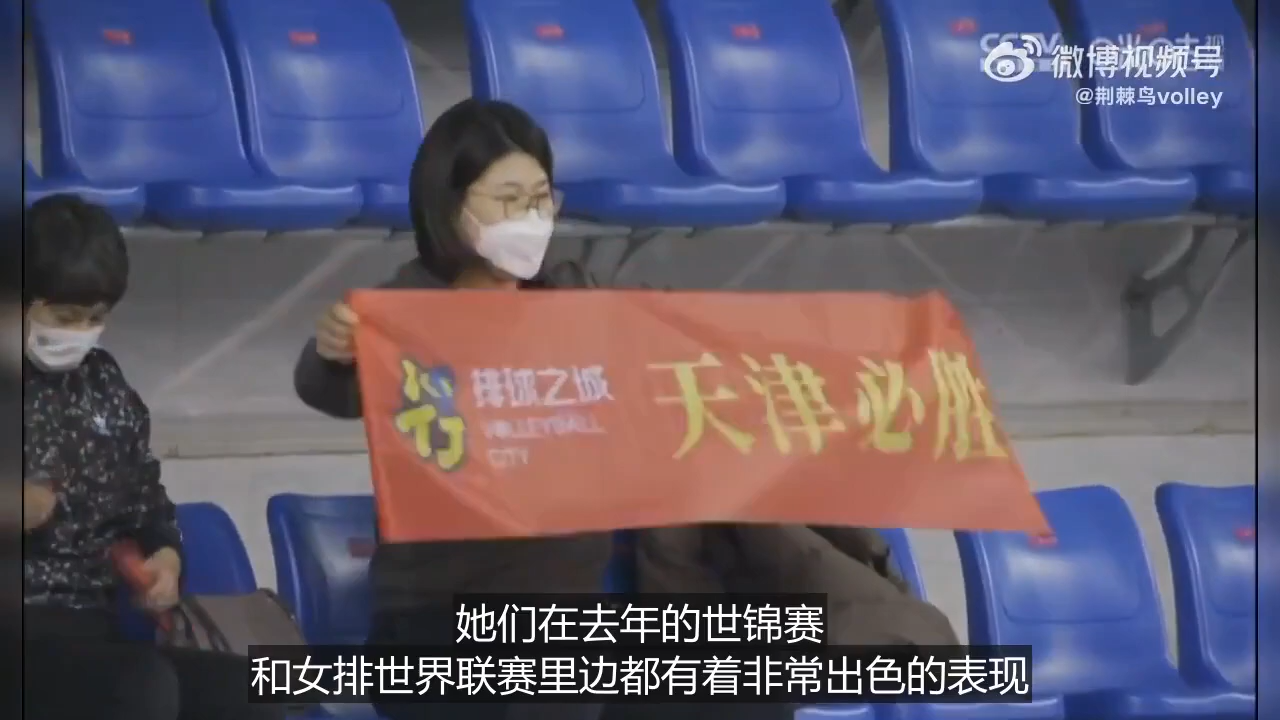 微博视频号
@荆棘鸟volley
排球之城
VOLLEYBALL
CITY
天津必胜
她们在去年的世锦赛
和女排世界联赛里边都有着非常出色的表现